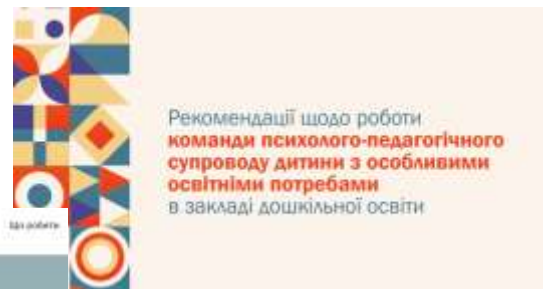 Рекомендації щодо роботи
команди психолого-педагогічного
супроводу дитини з особливими
освітніми потребами
в закладі дошкільної освіти
Що робити